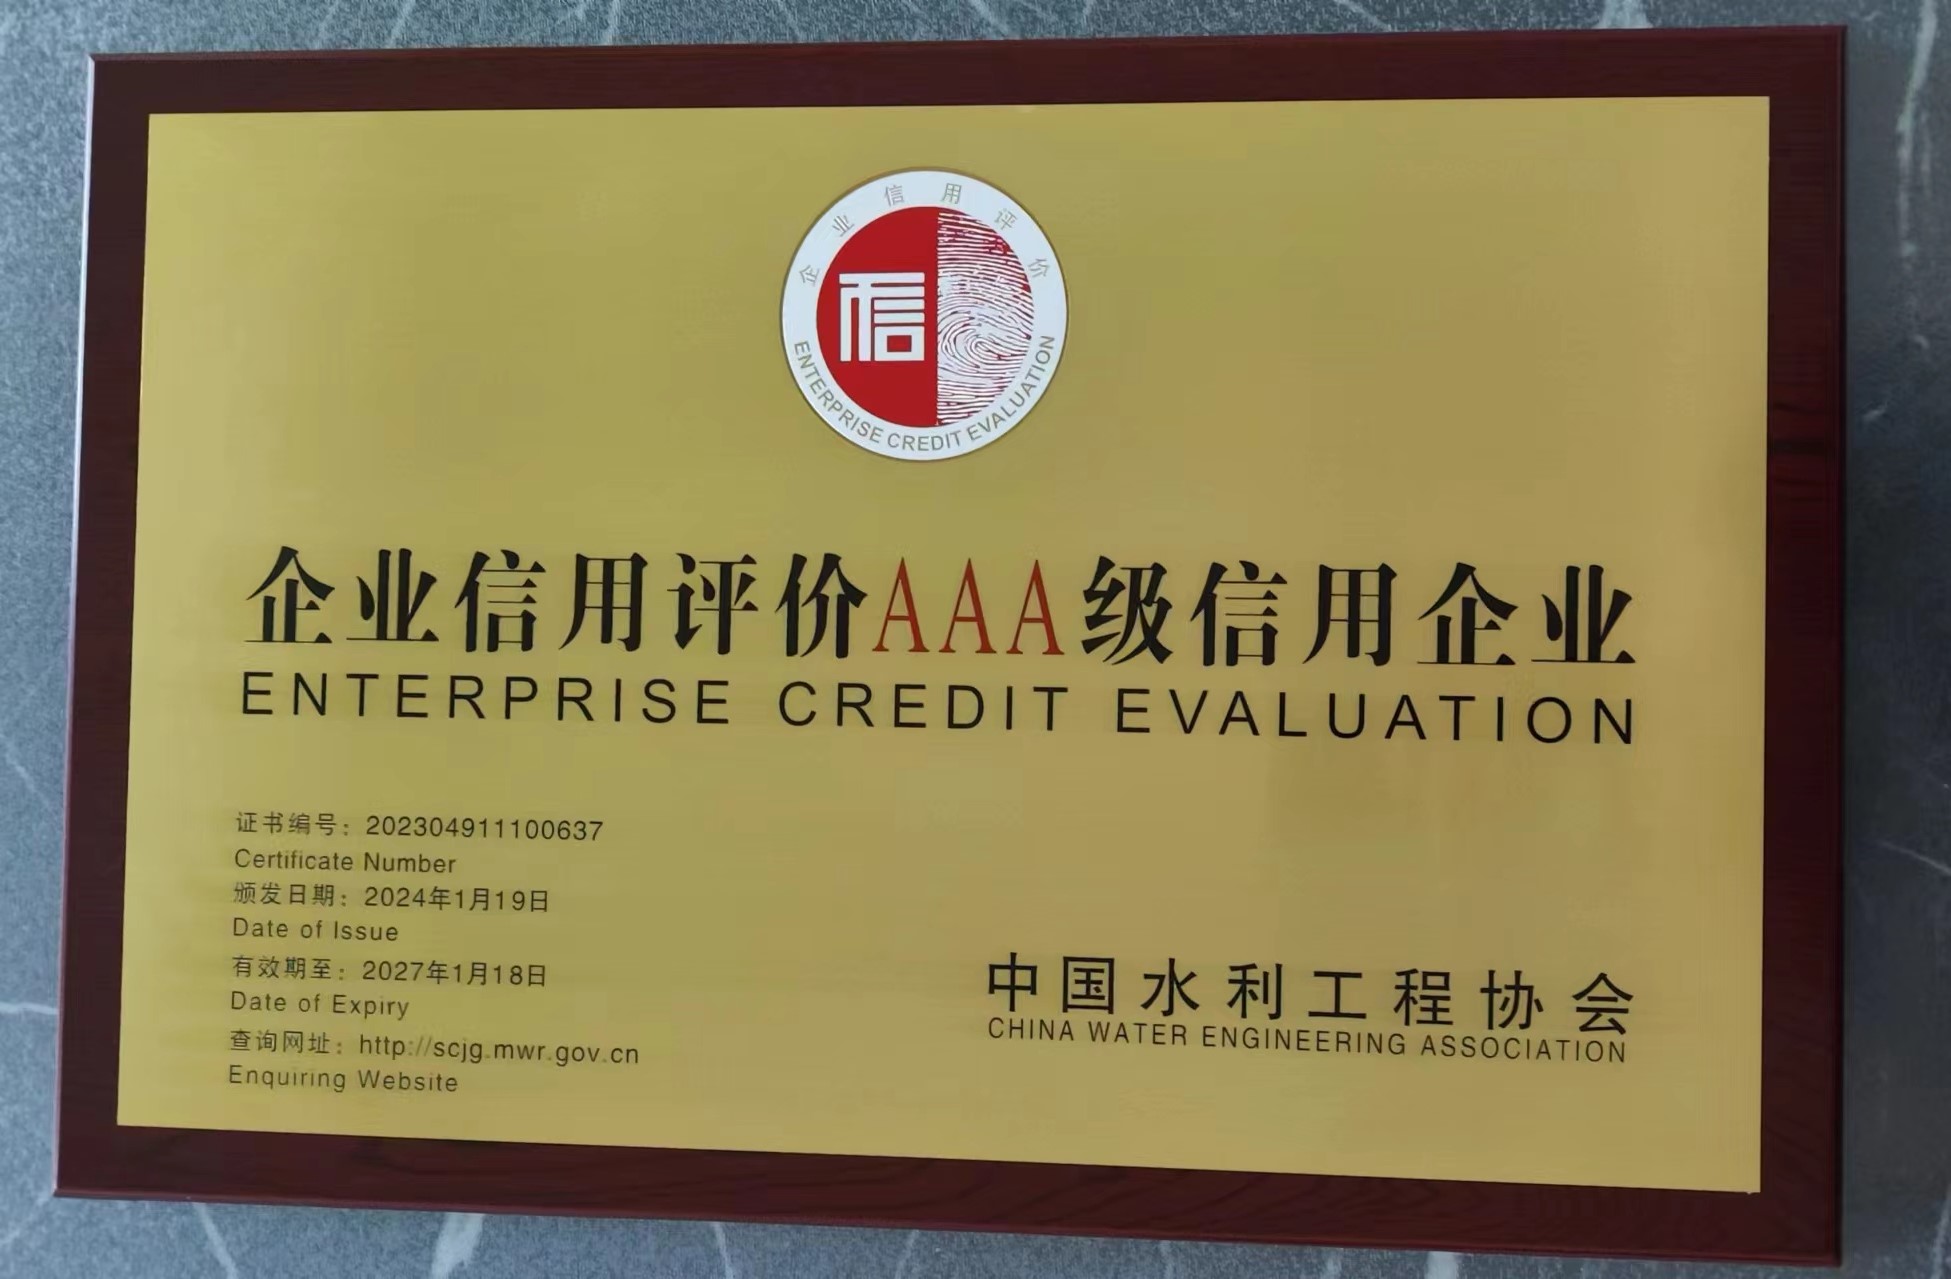 企业信用评价
信
ENTERPRISE CREDIT EVALUATION
企业信用评价AAA级信用企业
ENTERPRISE CREDIT EVALUATION
证书编号：202304911100637
Certificate Number
颁发日期：2024年1月19日
Date of Issue
有效期至：2027年1月18日
Date of Expiry
查询网址：http://scjg.mwr.gov.cn
Enquiring Website
中国水利工程协会
CHINA WATER ENGINEERING ASSOCIATION